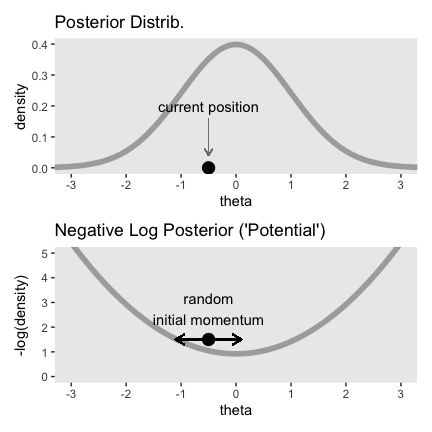 Posterior Distrib.
0.4
0.3
0.2
0.1
0.0
density
current position
-3 -2 -1 0 1 2 3
theta
Negative Log Posterior ('Potential')
5
4
3
2
1
0
-log(density)
random
initial momentum
-3 -2 -1 0 1 2 3
theta